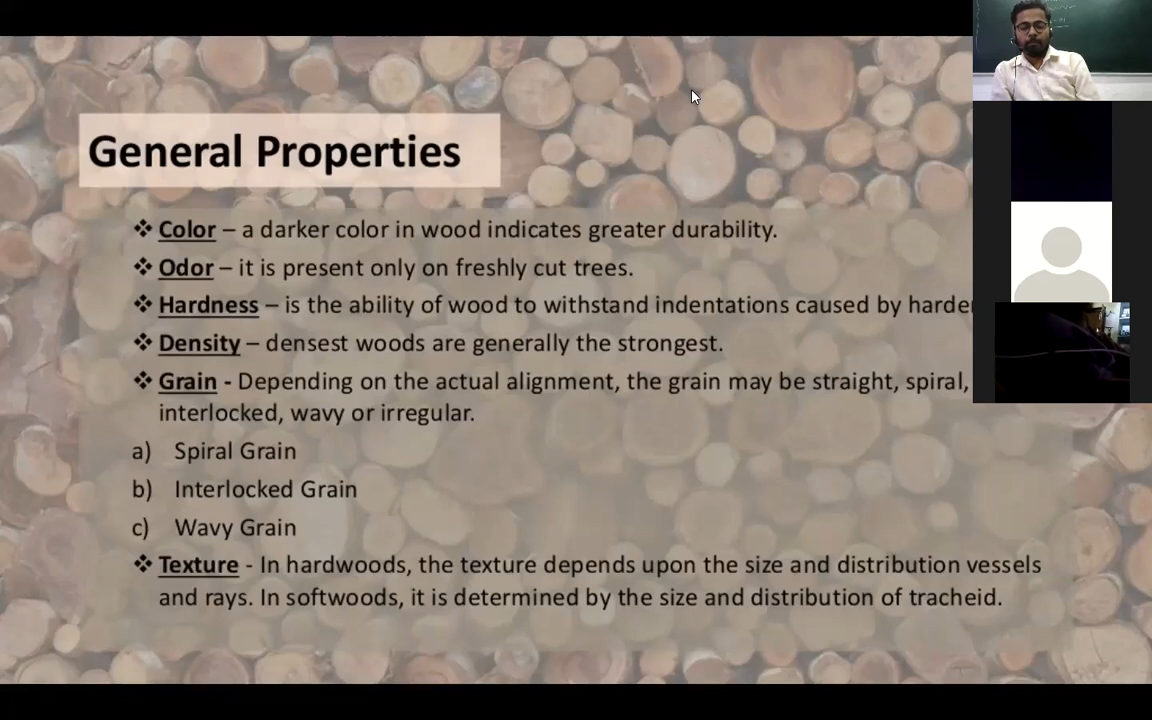 General Properties
❖ Color – a darker color in wood indicates greater durability.
❖ Odor – it is present only on freshly cut trees.
❖ Hardness – is the ability of wood to withstand indentations caused by harder
❖ Density – densest woods are generally the strongest.
❖ Grain - Depending on the actual alignment, the grain may be straight, spiral,
interlocked, wavy or irregular.
a) Spiral Grain
b) Interlocked Grain
c) Wavy Grain
❖ Texture - In hardwoods, the texture depends upon the size and distribution vessels
and rays. In softwoods, it is determined by the size and distribution of tracheid.